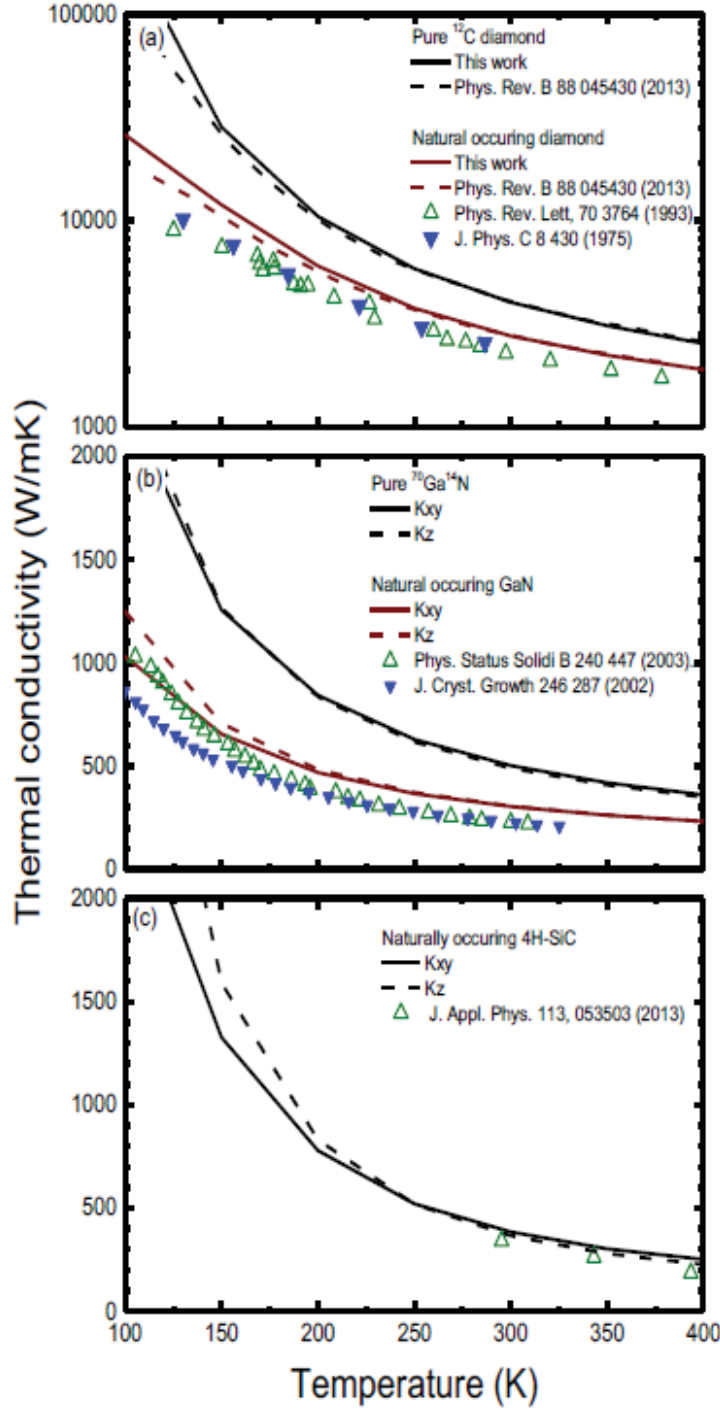 100000
(a)
Pure ¹²C diamond
This work
Phys. Rev. B 88 045430 (2013)
Natural occuring diamond
This work
Phys. Rev. B 88 045430 (2013)
Phys. Rev. Lett, 70 3764 (1993)
J. Phys. C 8 430 (1975)
10000
1000
Thermal conductivity (W/mK)
2000
(b)
Pure ⁷⁰Ga¹⁴N
Kxy
Kz
1500
Natural occuring GaN
Kxy
Kz
Phys. Status Solidi B 240 447 (2003).
J. Cryst. Growth 246 287 (2002)
1000
500
0
2000
(c)
Naturally occuring 4H-SiC
Kxy
Kz
J. Appl. Phys. 113, 053503 (2013)
1500
1000
500
0
100 150 200 250 300 350 400
Temperature (K)